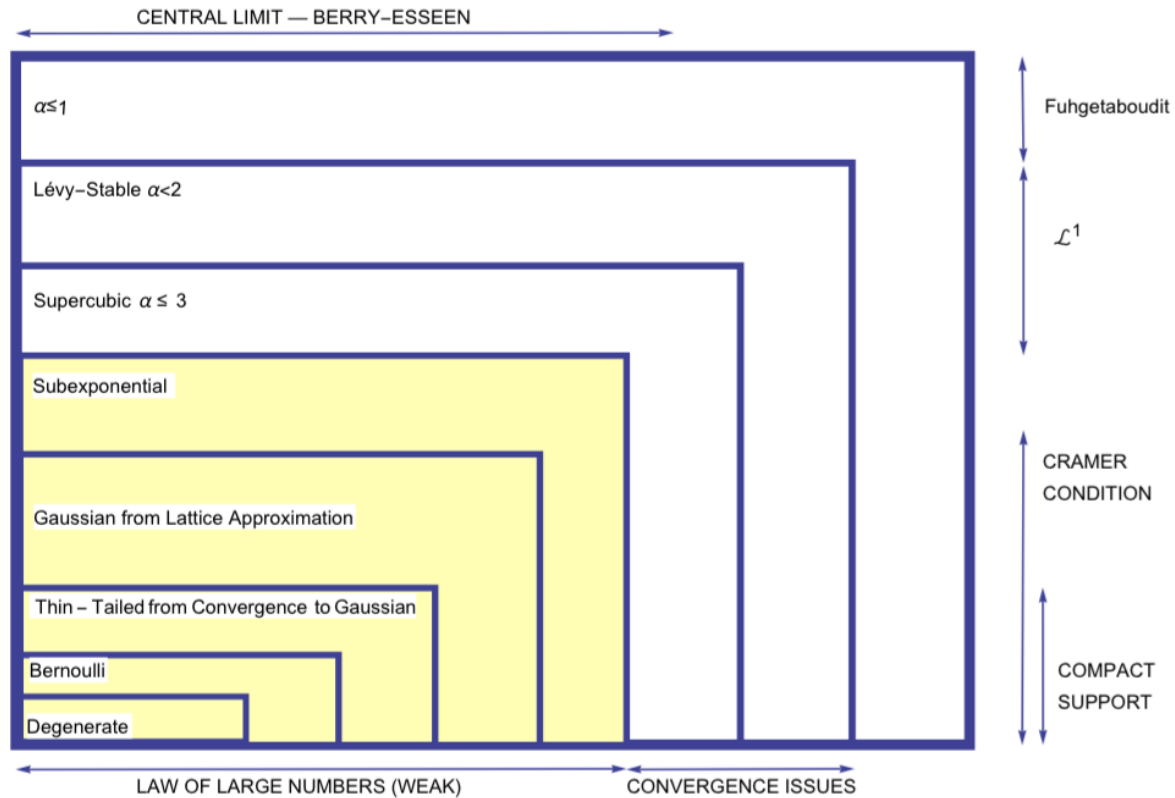 CENTRAL LIMIT — BERRY–ESSEEN
α≤1
Fuhgetaboudit
Lévy–Stable α<2
ℒ¹
Supercubic α ≤ 3
Subexponential
CRAMER
CONDITION
Gaussian from Lattice Approximation
Thin – Tailed from Convergence to Gaussian
Bernoulli
COMPACT
SUPPORT
Degenerate
LAW OF LARGE NUMBERS (WEAK)
CONVERGENCE ISSUES